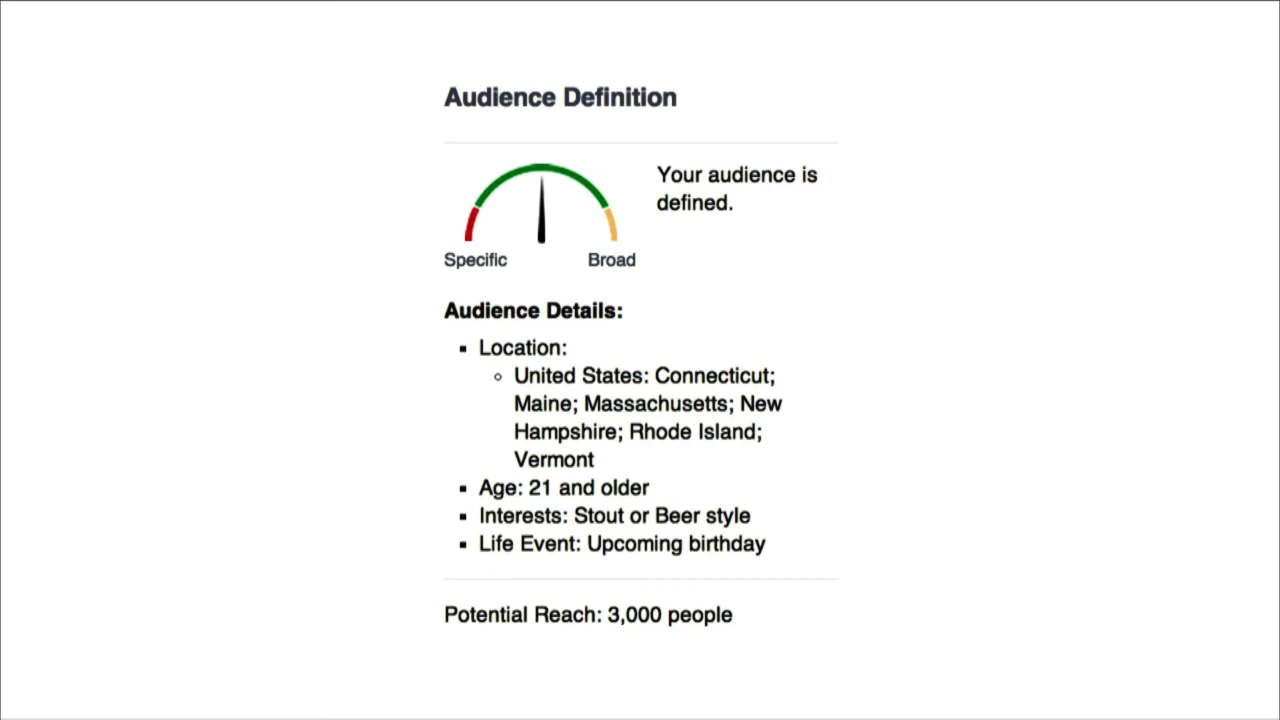 Audience Definition
Your audience is
defined.
Specific
Broad
Audience Details:
Location:
United States: Connecticut;
Maine; Massachusetts; New
Hampshire; Rhode Island;
Vermont
Age: 21 and older
Interests: Stout or Beer style
Life Event: Upcoming birthday
Potential Reach: 3,000 people